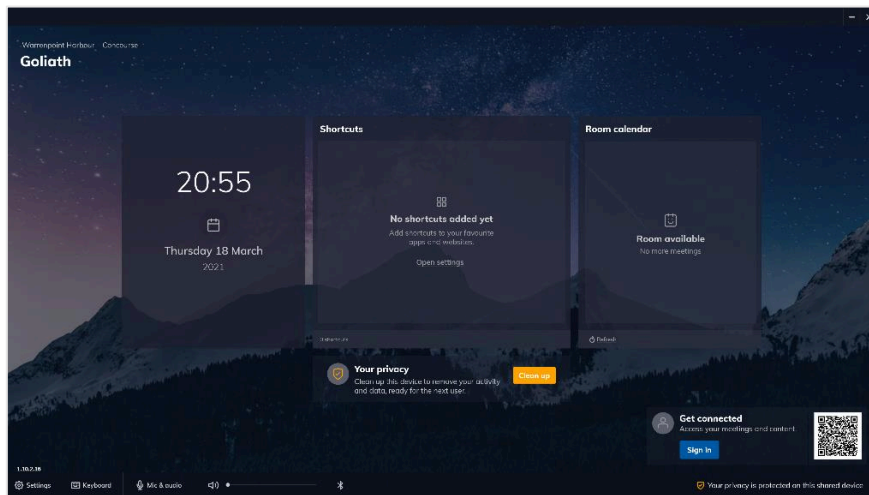 Warrenpoint Harbour Concourse
Goliath
20:55
Thursday 18 March
2021
Shortcuts
No shortcuts added yet
Add shortcuts to your favourite
apps and websites.
Open settings
Room calendar
Room available
No more meetings
Refresh
Your privacy
Clean up this device to remove your activity
and data, ready for the next user.
Clean up
Get connected
Access your meetings and content
Sign in
1.10.2.16
Settings
Keyboard
Mic & audio
Your privacy is protected on this shared device